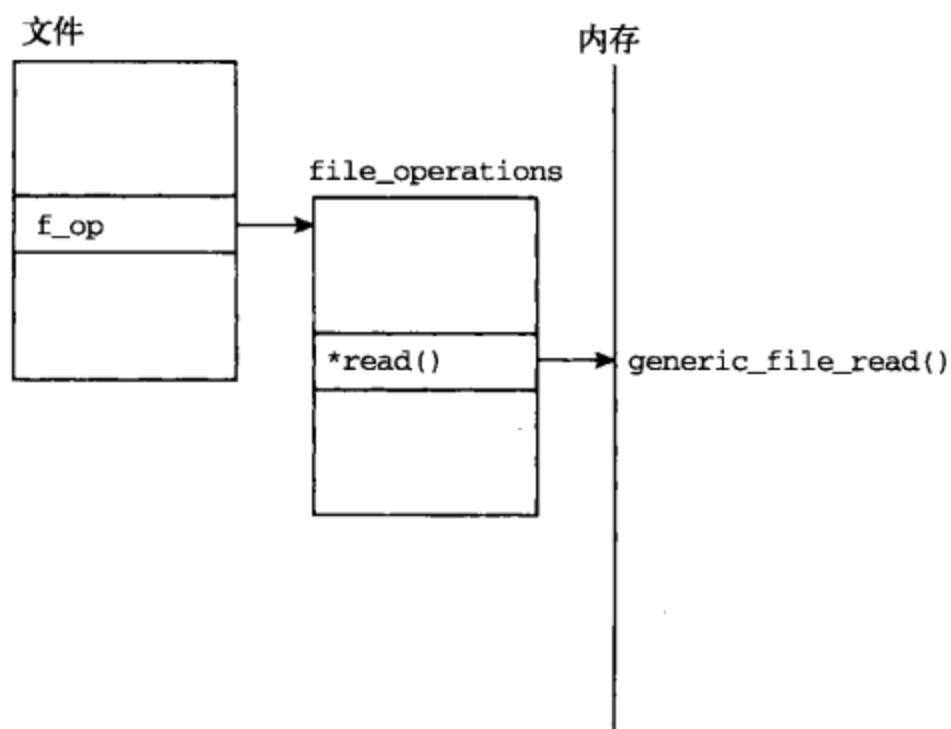 文件
内存
file_operations
f_op
*read()
generic_file_read()